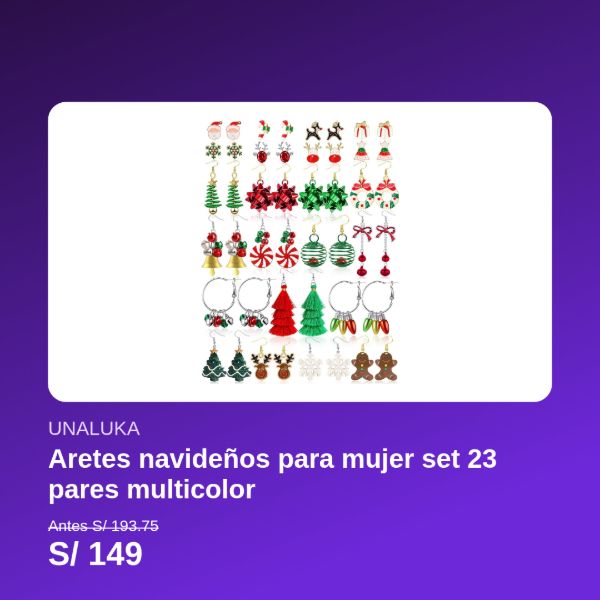 UNALUKA
Aretes navideños para mujer set 23
pares multicolor
Antes S/ 193.75
S/ 149